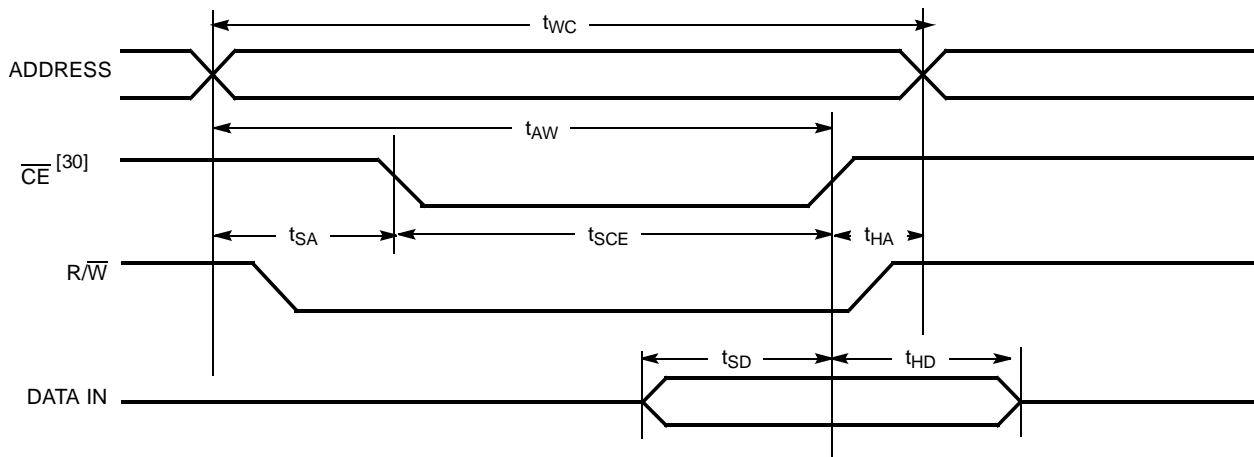 tWC
ADDRESS
tAW
CE [30]
tSA
tSCE
tHA
R/W
tSD
tHD
DATA IN